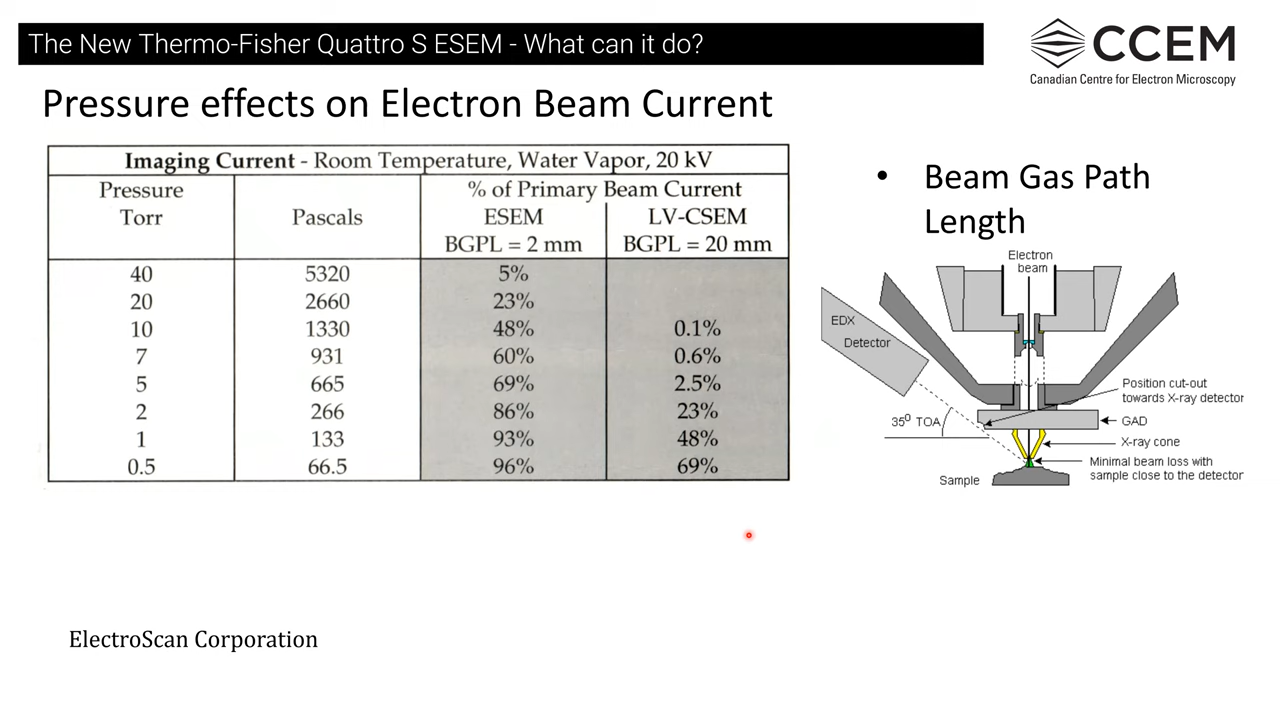 The New Thermo-Fisher Quattro S ESEM - What can it do?
CCEM
Canadian Centre for Electron Microscopy
Pressure effects on Electron Beam Current
Imaging Current - Room Temperature, Water Vapor, 20 kV
Pressure % of Primary Beam Current
Torr Pascals ESEM LV-CSEM
BGPL = 2 mm BGPL = 20 mm
40 5320 5%
20 2660 23%
10 1330 48% 0.1%
7 931 60% 0.6%
5 665 69% 2.5%
2 266 86% 23%
1 133 93% 48%
0.5 66.5 96% 69%
• Beam Gas Path
Length
Electron
beam
EDX
Detector
Position cut-out
towards X-ray detector
35⁰ TOA
GAD
X-ray cone
Minimal beam loss with
sample close to the detector
Sample
ElectroScan Corporation